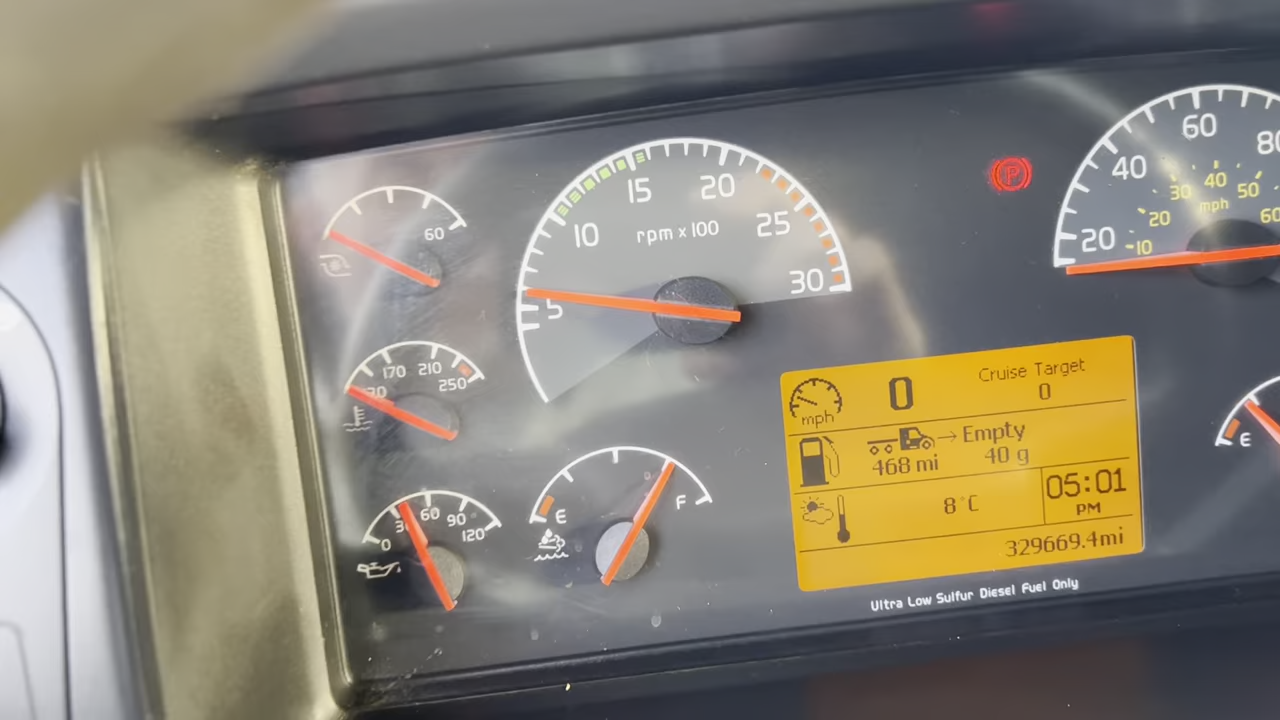 60
5
10
15
20
25
30
rpm x 100
P
20
40
60
80
10
20
30
40
50
60
mph
170
210
250
0
30
60
90
120
E
F
0
Cruise Target
0
mph
Empty
468 mi
40 g
8°C
05:01
PM
329669.4mi
E
Ultra Low Sulfur Diesel Fuel Only